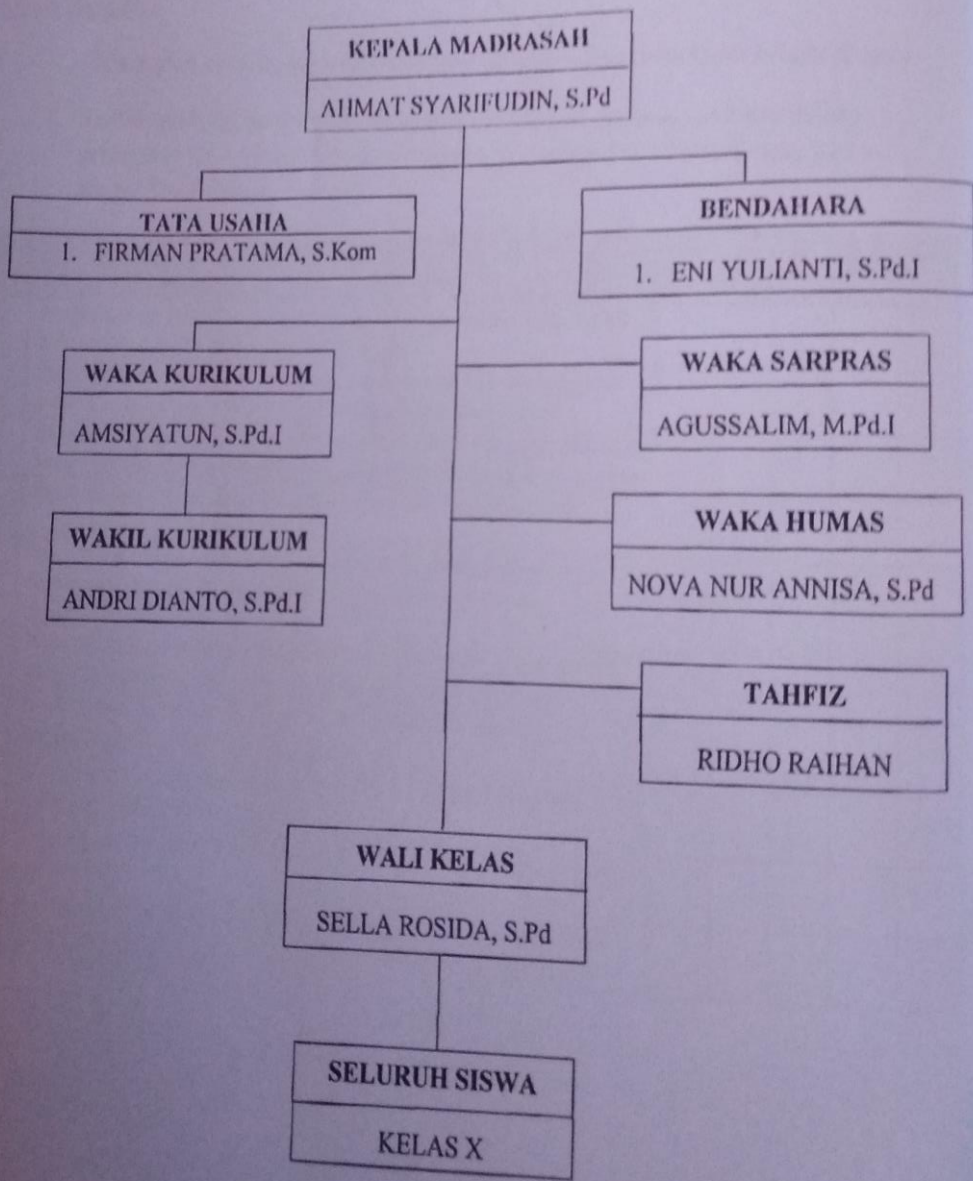 KEPALA MADRASAH
AHMAT SYARIFUDIN, S.Pd
TATA USAHA
1. FIRMAN PRATAMA, S.Kom
BENDAHARA
1. ENI YULIANTI, S.Pd.I
WAKA KURIKULUM
AMSIYATUN, S.Pd.I
WAKA SARPRAS
AGUSSALIM, M.Pd.I
WAKIL KURIKULUM
ANDRI DIANTO, S.Pd.I
WAKA HUMAS
NOVA NUR ANNISA, S.Pd
TAHFIZ
RIDHO RAIHAN
WALI KELAS
SELLA ROSIDA, S.Pd
SELURUH SISWA
KELAS X